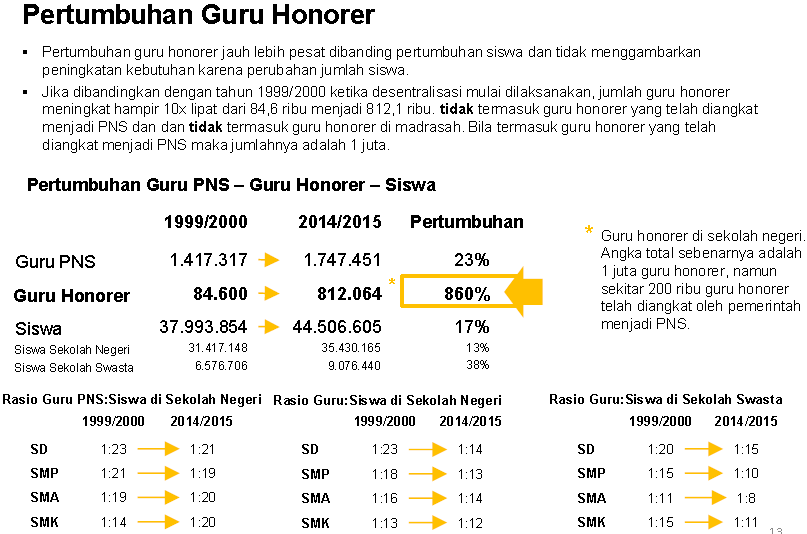 Pertumbuhan Guru Honorer
▪ Pertumbuhan guru honorer jauh lebih pesat dibanding pertumbuhan siswa dan tidak menggambarkan
peningkatan kebutuhan karena perubahan jumlah siswa.
▪ Jika dibandingkan dengan tahun 1999/2000 ketika desentralisasi mulai dilaksanakan, jumlah guru honorer
meningkat hampir 10x lipat dari 84,6 ribu menjadi 812,1 ribu. tidak termasuk guru honorer yang telah diangkat
menjadi PNS dan dan tidak termasuk guru honorer di madrasah. Bila termasuk guru honorer yang telah
diangkat menjadi PNS maka jumlahnya adalah 1 juta.
Pertumbuhan Guru PNS – Guru Honorer – Siswa
1999/2000 2014/2015 Pertumbuhan
Guru PNS 1.417.317 1.747.451 23%
Guru Honorer 84.600 812.064 * 860%
Siswa 37.993.854 44.506.605 17%
Siswa Sekolah Negeri 31.417.148 35.430.165 13%
Siswa Sekolah Swasta 6.576.706 9.076.440 38%
* Guru honorer di sekolah negeri.
Angka total sebenarnya adalah
1 juta guru honorer, namun
sekitar 200 ribu guru honorer
telah diangkat oleh pemerintah
menjadi PNS.
Rasio Guru PNS:Siswa di Sekolah Negeri
1999/2000 2014/2015
SD 1:23 1:21
SMP 1:21 1:19
SMA 1:19 1:20
SMK 1:14 1:20
Rasio Guru:Siswa di Sekolah Negeri
1999/2000 2014/2015
SD 1:23 1:14
SMP 1:18 1:13
SMA 1:16 1:14
SMK 1:13 1:12
Rasio Guru:Siswa di Sekolah Swasta
1999/2000 2014/2015
SD 1:20 1:15
SMP 1:15 1:10
SMA 1:11 1:8
SMK 1:15 1:11
13